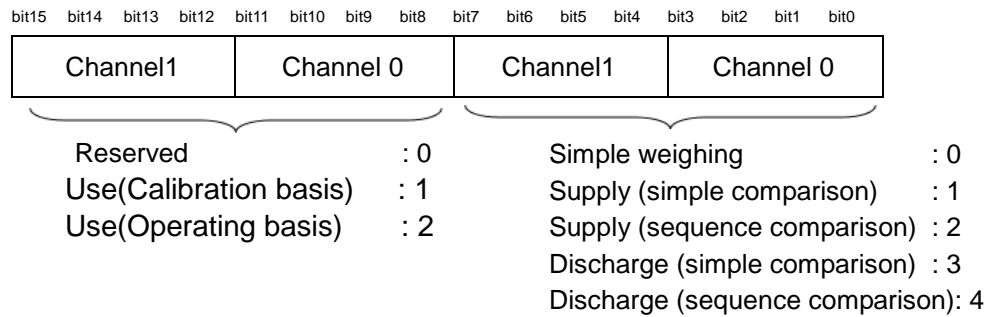 bit15 bit14 bit13 bit12 bit11 bit10 bit9 bit8 bit7 bit6 bit5 bit4 bit3 bit2 bit1 bit0
Channel1 Channel 0 Channel1 Channel 0
Reserved : 0
Use(Calibration basis) : 1
Use(Operating basis) : 2
Simple weighing : 0
Supply (simple comparison) : 1
Supply (sequence comparison) : 2
Discharge (simple comparison) : 3
Discharge (sequence comparison): 4